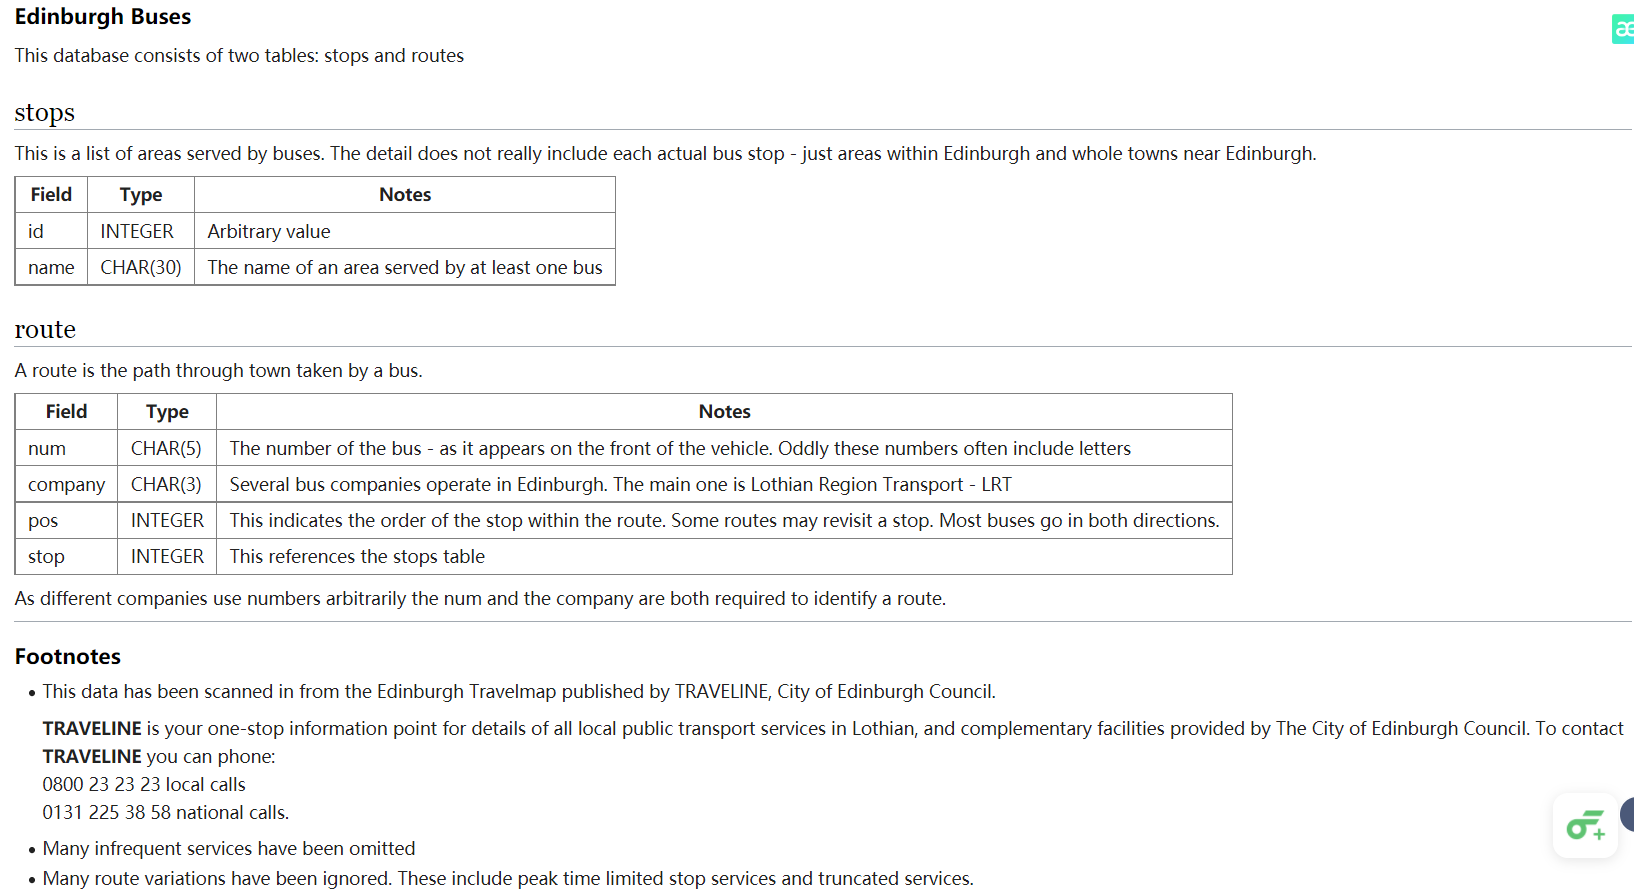 Edinburgh Buses
This database consists of two tables: stops and routes
stops
This is a list of areas served by buses. The detail does not really include each actual bus stop - just areas within Edinburgh and whole towns near Edinburgh.
Field Type Notes
id INTEGER Arbitrary value
name CHAR(30) The name of an area served by at least one bus
route
A route is the path through town taken by a bus.
Field Type Notes
num CHAR(5) The number of the bus - as it appears on the front of the vehicle. Oddly these numbers often include letters
company CHAR(3) Several bus companies operate in Edinburgh. The main one is Lothian Region Transport - LRT
pos INTEGER This indicates the order of the stop within the route. Some routes may revisit a stop. Most buses go in both directions.
stop INTEGER This references the stops table
As different companies use numbers arbitrarily the num and the company are both required to identify a route.
Footnotes
• This data has been scanned in from the Edinburgh Travelmap published by TRAVELINE, City of Edinburgh Council.
TRAVELINE is your one-stop information point for details of all local public transport services in Lothian, and complementary facilities provided by The City of Edinburgh Council. To contact
TRAVELINE you can phone:
0800 23 23 23 local calls
0131 225 38 58 national calls.
• Many infrequent services have been omitted
• Many route variations have been ignored. These include peak time limited stop services and truncated services.